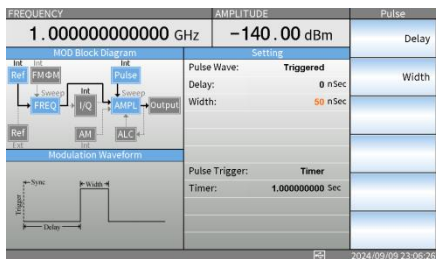 FREQUENCY
AMPLITUDE
Pulse
1.000000000000 GHz
-140.00 dBm
Delay
MOD Block Diagram
Setting
Int
Int
Int
Ref
FMΦM
Pulse
Pulse Wave: Triggered
Sweep
Int
Sweep
Delay: 0 nSec
Width
FREQ
I/Q
AMPL
Output
Width: 50 nSec
Ref
AM
ALC
Ext
Int
Modulation Waveform
Pulse Trigger: Timer
Sync
Width
Timer: 1.000000000 Sec
Trigger
Delay
2024/09/09 23:06:26